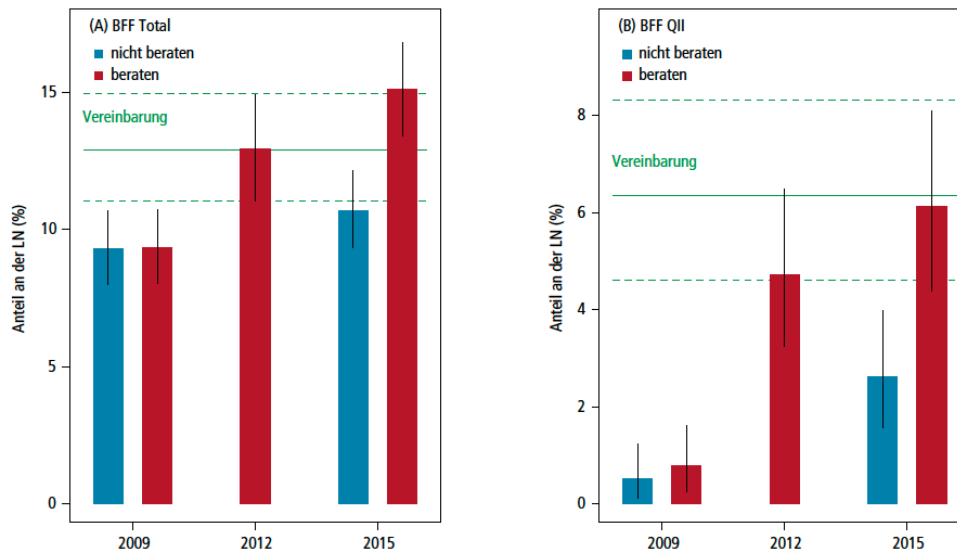 (A) BFF Total
nicht beraten
beraten
Vereinbarung
Anteil an der LN (%)
15
10
5
0
2009
2012
2015
(B) BFF QII
nicht beraten
beraten
Vereinbarung
Anteil an der LN (%)
8
6
4
2
0
2009
2012
2015